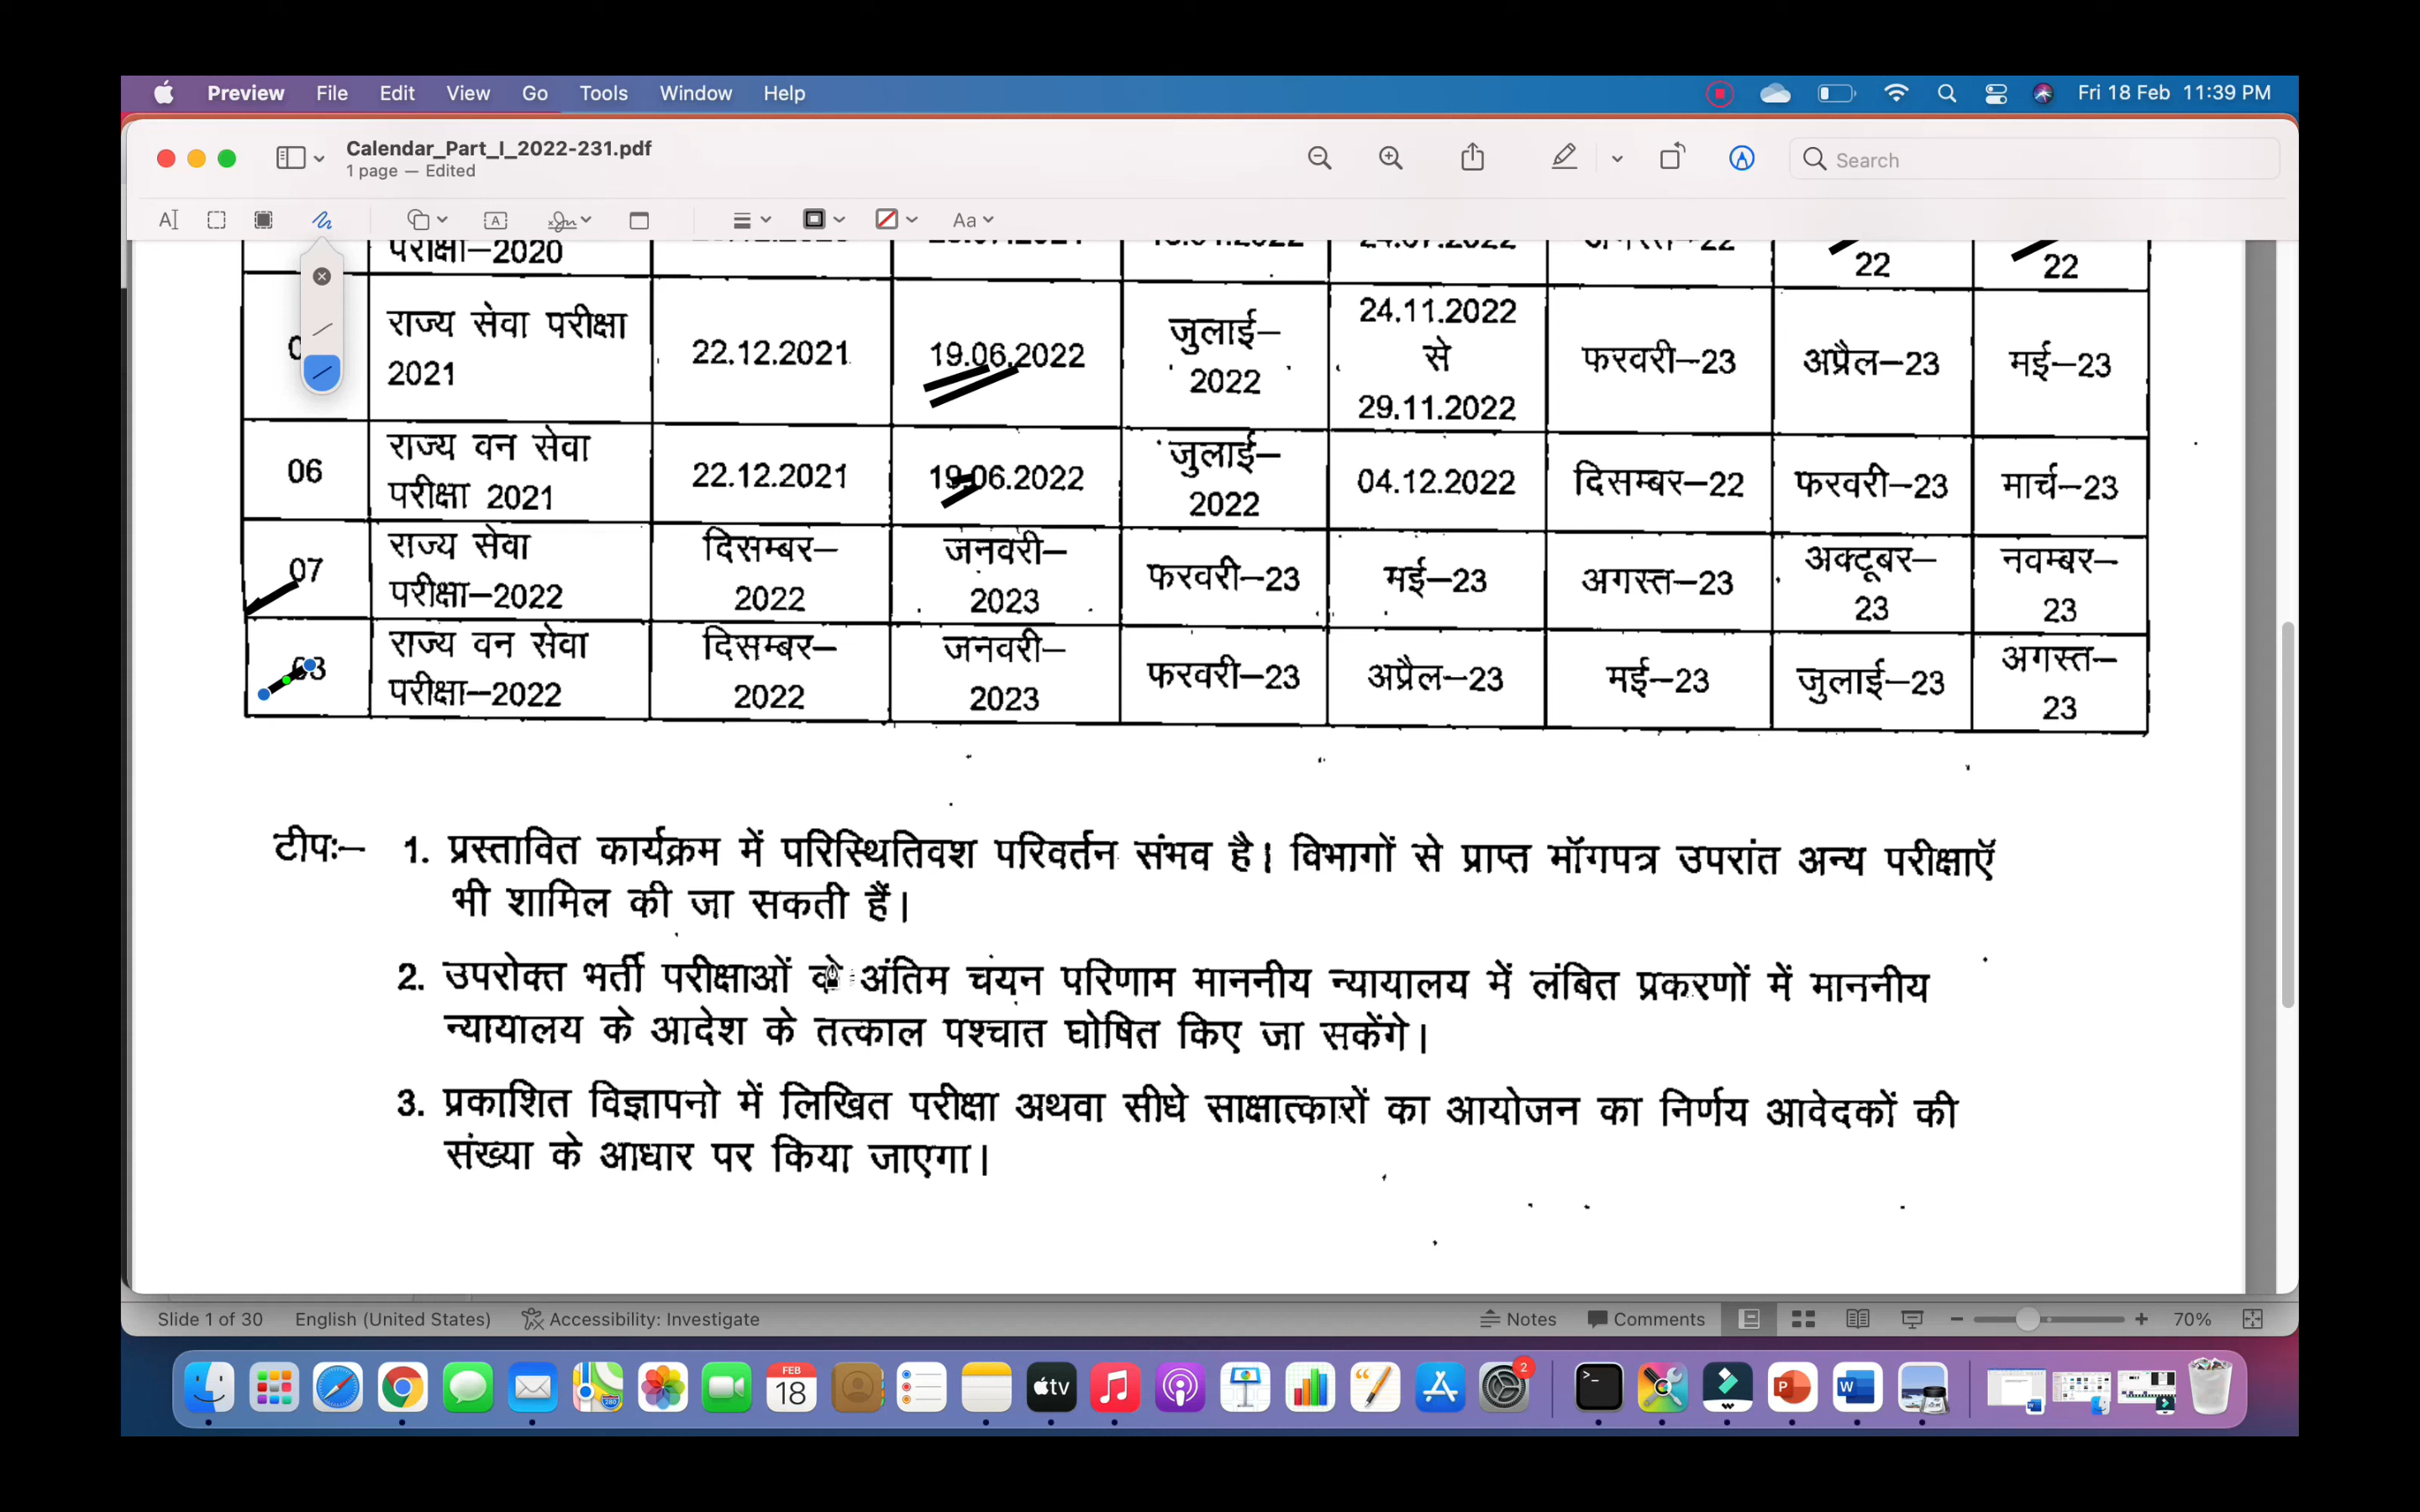 Preview File Edit View Go Tools Window Help Fri 18 Feb 11:39 PM
Calendar_Part_I_2022-231.pdf
1 page — Edited
Search
Aa
परीक्षा–2020 22 22
राज्य सेवा परीक्षा 2021 22.12.2021 19.06.2022 जुलाई–2022 24.11.2022 से 29.11.2022 फरवरी–23 अप्रैल–23 मई–23
06 राज्य वन सेवा परीक्षा 2021 22.12.2021 19.06.2022 जुलाई–2022 04.12.2022 दिसम्बर–22 फरवरी–23 मार्च–23
07 राज्य सेवा परीक्षा–2022 दिसम्बर–2022 जनवरी–2023 फरवरी–23 मई–23 अगस्त–23 अक्टूबर–23 नवम्बर–23
राज्य वन सेवा परीक्षा–2022 दिसम्बर–2022 जनवरी–2023 फरवरी–23 अप्रैल–23 मई–23 जुलाई–23 अगस्त–23
टीपः– 1. प्रस्तावित कार्यक्रम में परिस्थितिवश परिवर्तन संभव है। विभागों से प्राप्त मॉगपत्र उपरांत अन्य परीक्षाऍ
भी शामिल की जा सकती हैं।
2. उपरोक्त भर्ती परीक्षाओं के अंतिम चयन परिणाम माननीय न्यायालय में लंबित प्रकरणों में माननीय
न्यायालय के आदेश के तत्काल पश्चात घोषित किए जा सकेंगे।
3. प्रकाशित विज्ञापनो में लिखित परीक्षा अथवा सीधे साक्षात्कारों का आयोजन का निर्णय आवेदकों की
संख्या के आधार पर किया जाएगा।
Slide 1 of 30 English (United States) Accessibility: Investigate Notes Comments 70%
FEB
18
tv
2